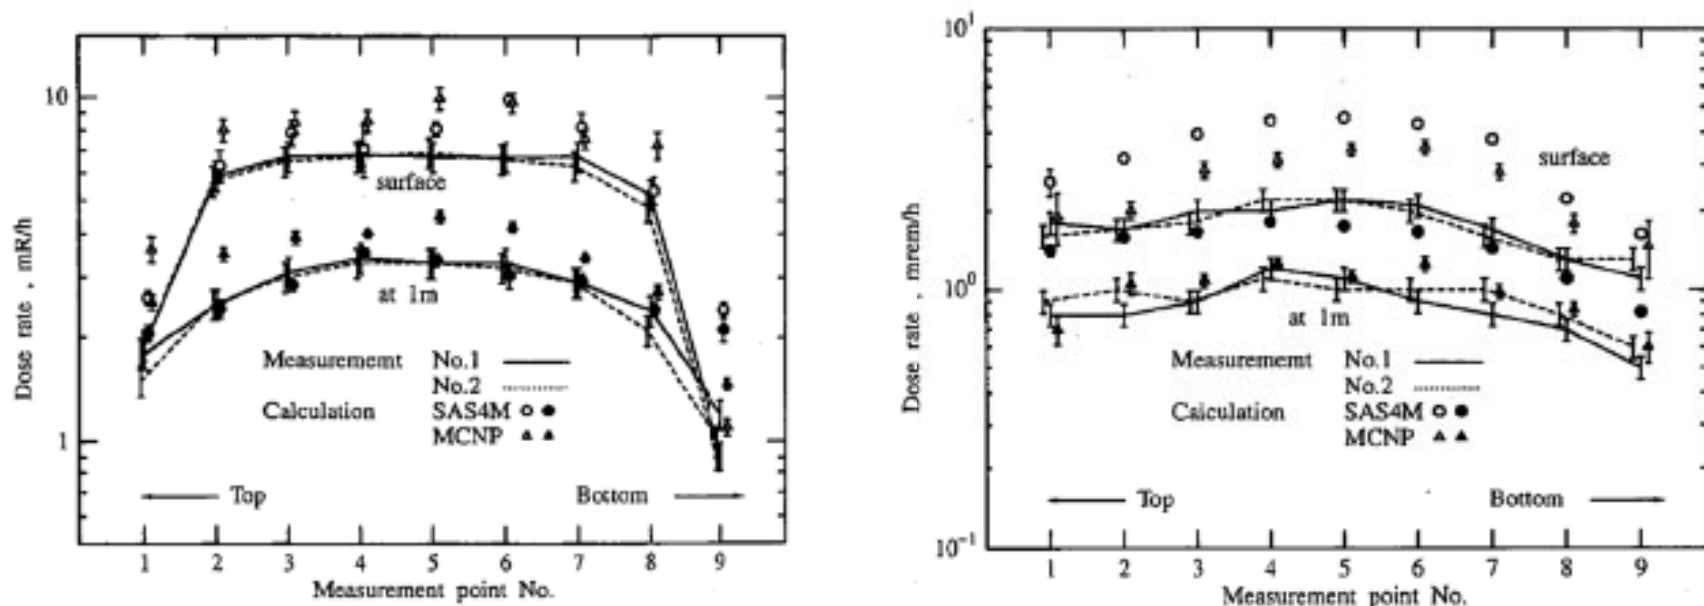 10
1
Dose rate , mR/h
surface
at 1m
Measurememt No.1
No.2
Calculation SAS4M
MCNP
Top
Bottom
1 2 3 4 5 6 7 8 9
Measurement point No.
10¹
10⁰
10⁻¹
Dose rate , mrem/h
surface
at 1m
Measurememt No.1
No.2
Calculation SAS4M
MCNP
Top
Bottom
1 2 3 4 5 6 7 8 9
Measurement point No.